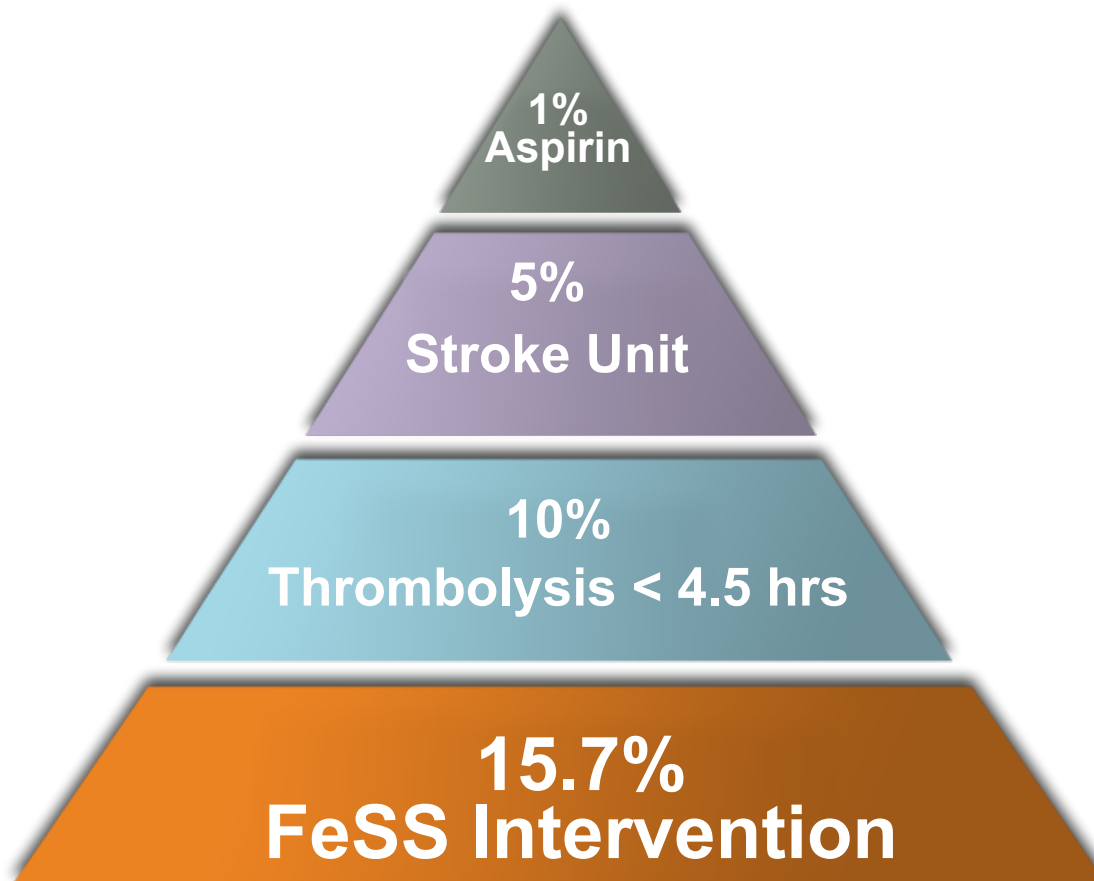 1%
Aspirin
5%
Stroke Unit
10%
Thrombolysis < 4.5 hrs
15.7%
FeSS Intervention